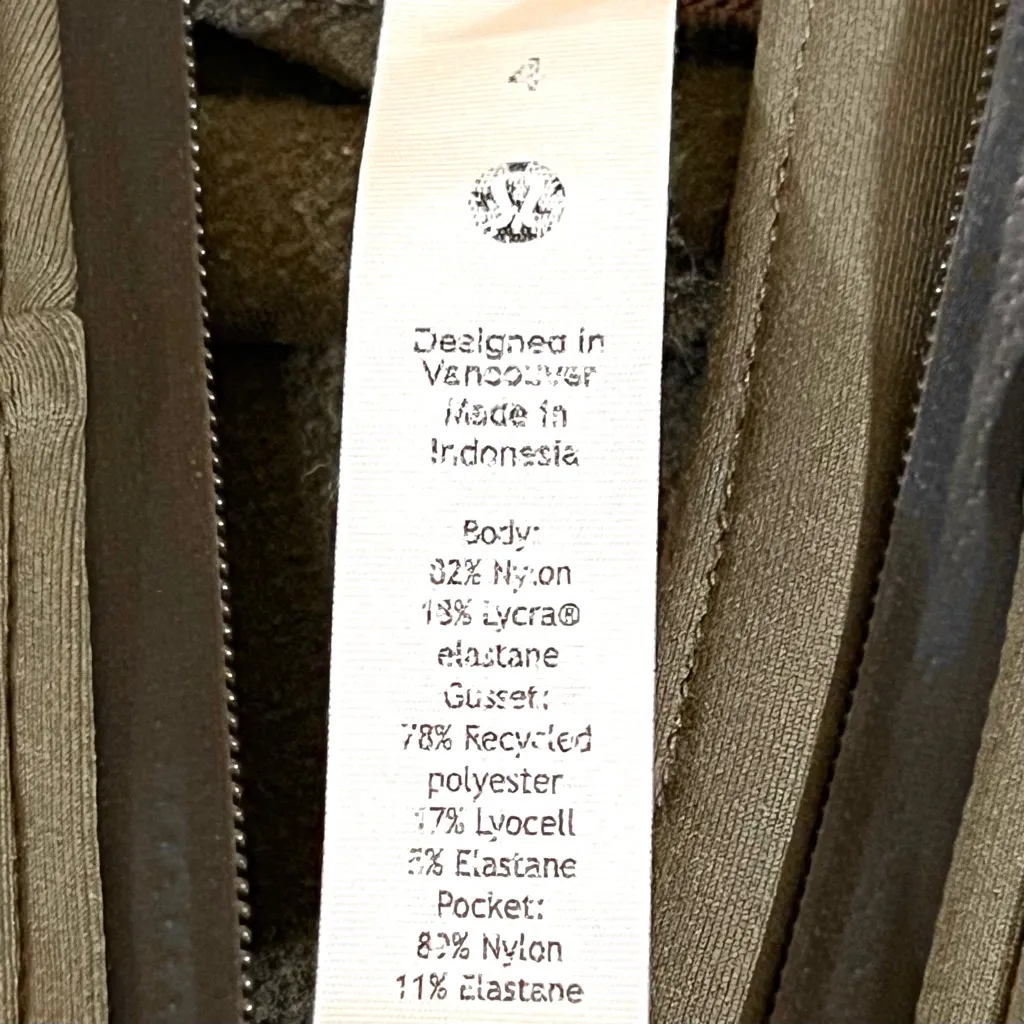 4
Designed in
Vancouver
Made in
Indonesia
Body:
82% Nylon
18% Lycra®
elastane
Gusset:
78% Recycled
polyester
17% Lyocell
5% Elastane
Pocket:
89% Nylon
11% Elastane